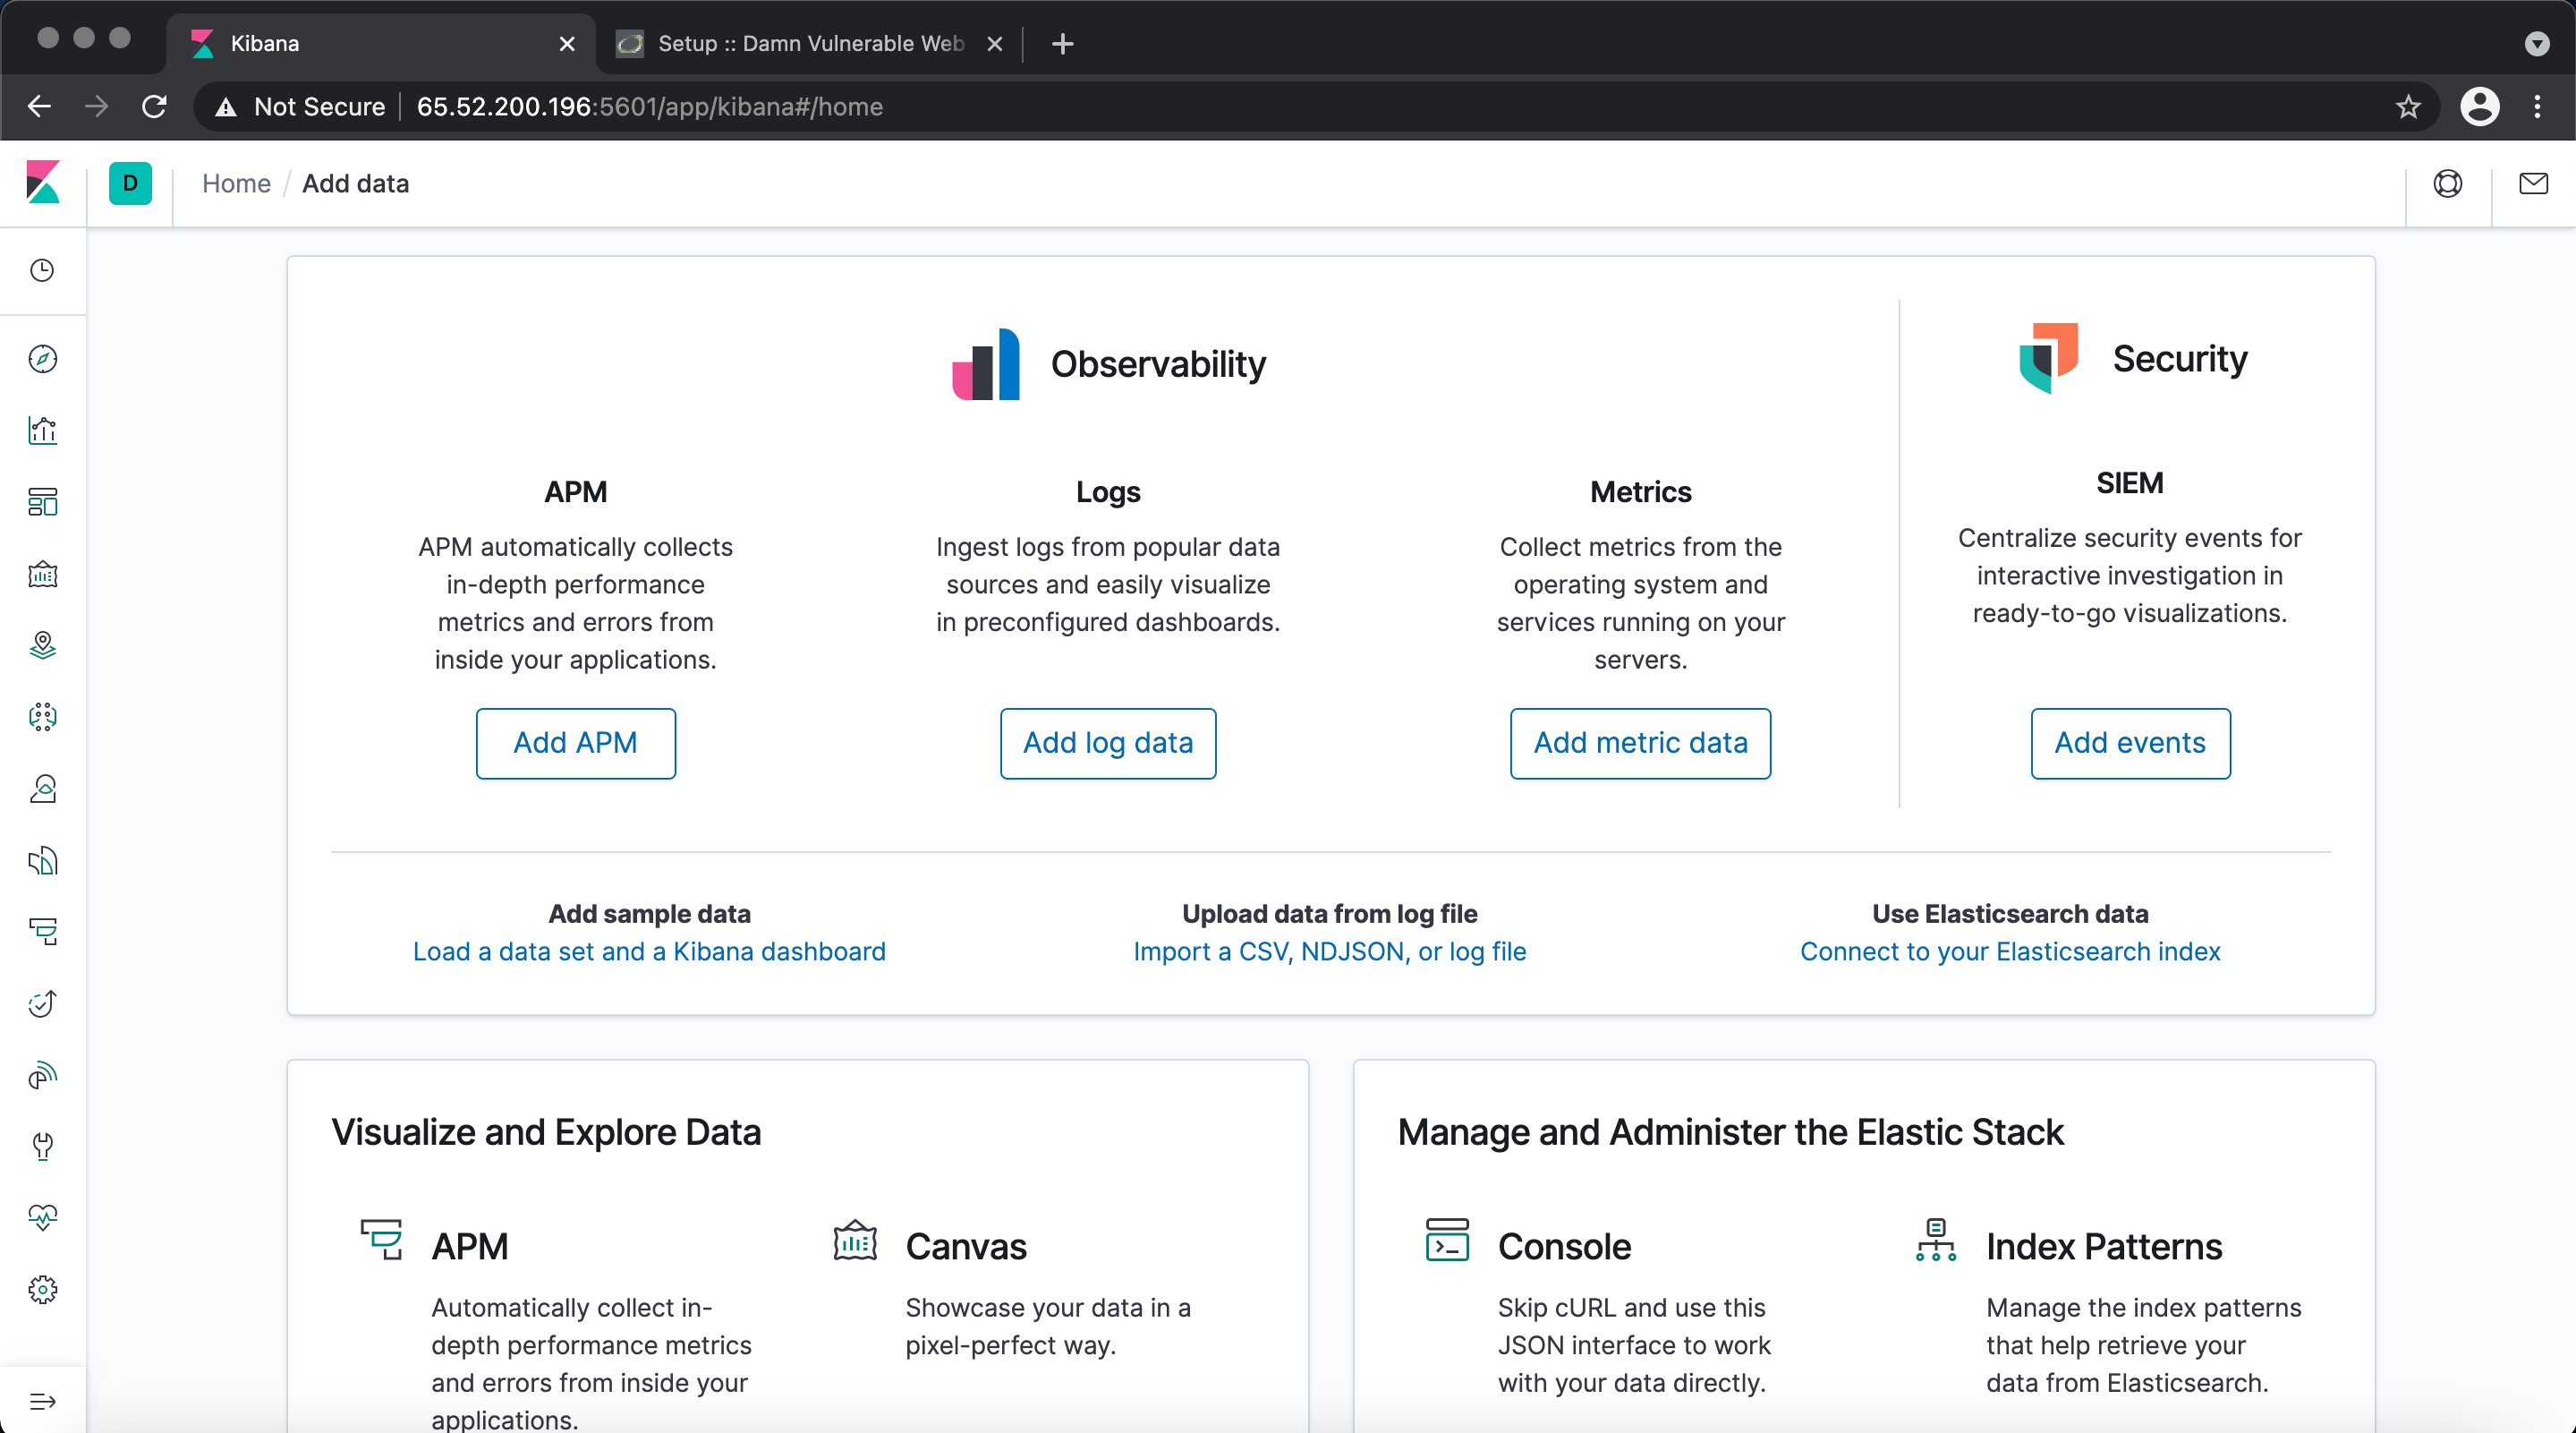 Kibana
Setup :: Damn Vulnerable Web
Not Secure 65.52.200.196:5601/app/kibana#/home
D
Home / Add data
Observability
Security
APM
APM automatically collects
in-depth performance
metrics and errors from
inside your applications.
Add APM
Logs
Ingest logs from popular data
sources and easily visualize
in preconfigured dashboards.
Add log data
Metrics
Collect metrics from the
operating system and
services running on your
servers.
Add metric data
SIEM
Centralize security events for
interactive investigation in
ready-to-go visualizations.
Add events
Add sample data
Load a data set and a Kibana dashboard
Upload data from log file
Import a CSV, NDJSON, or log file
Use Elasticsearch data
Connect to your Elasticsearch index
Visualize and Explore Data
APM
Automatically collect in-
depth performance metrics
and errors from inside your
applications.
Canvas
Showcase your data in a
pixel-perfect way.
Manage and Administer the Elastic Stack
Console
Skip cURL and use this
JSON interface to work
with your data directly.
Index Patterns
Manage the index patterns
that help retrieve your
data from Elasticsearch.